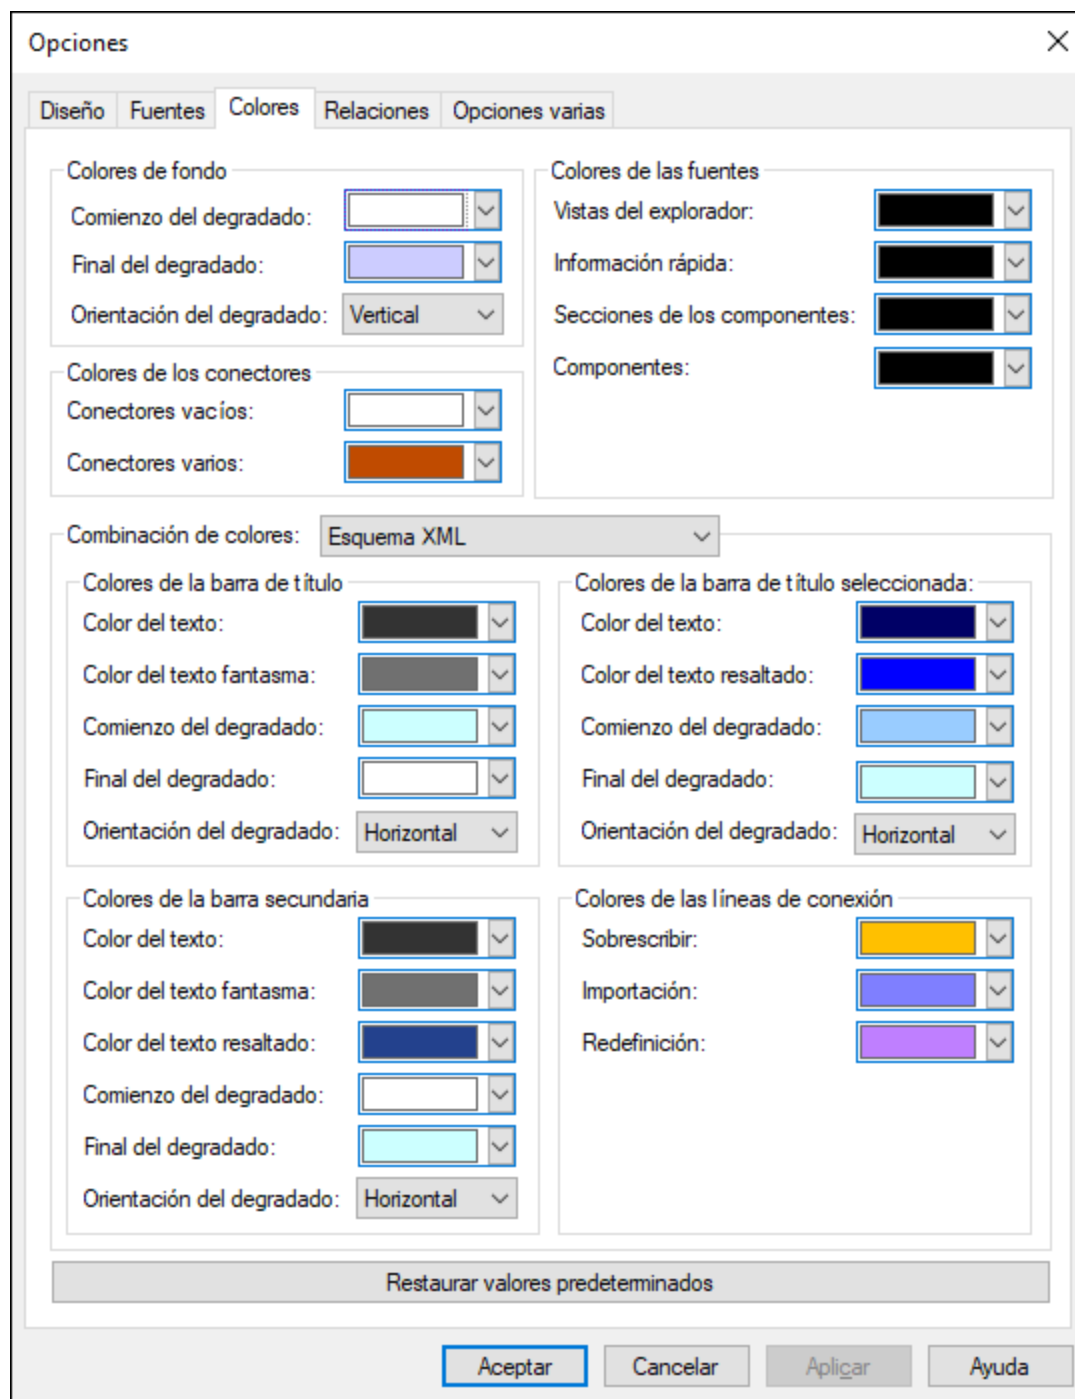 Opciones
Diseño Fuentes Colores Relaciones Opciones varias
Colores de fondo
Comienzo del degradado:
Final del degradado:
Orientación del degradado: Vertical
Colores de las fuentes
Vistas del explorador:
Información rápida:
Secciones de los componentes:
Componentes:
Colores de los conectores
Conectores vacíos:
Conectores varios:
Combinación de colores: Esquema XML
Colores de la barra de título
Color del texto:
Color del texto fantasma:
Comienzo del degradado:
Final del degradado:
Orientación del degradado: Horizontal
Colores de la barra de título seleccionada:
Color del texto:
Color del texto resaltado:
Comienzo del degradado:
Final del degradado:
Orientación del degradado: Horizontal
Colores de la barra secundaria
Color del texto:
Color del texto fantasma:
Color del texto resaltado:
Comienzo del degradado:
Final del degradado:
Orientación del degradado: Horizontal
Colores de las líneas de conexión
Sobrescribir:
Importación:
Redefinición:
Restaurar valores predeterminados
Aceptar Cancelar Aplicar Ayuda